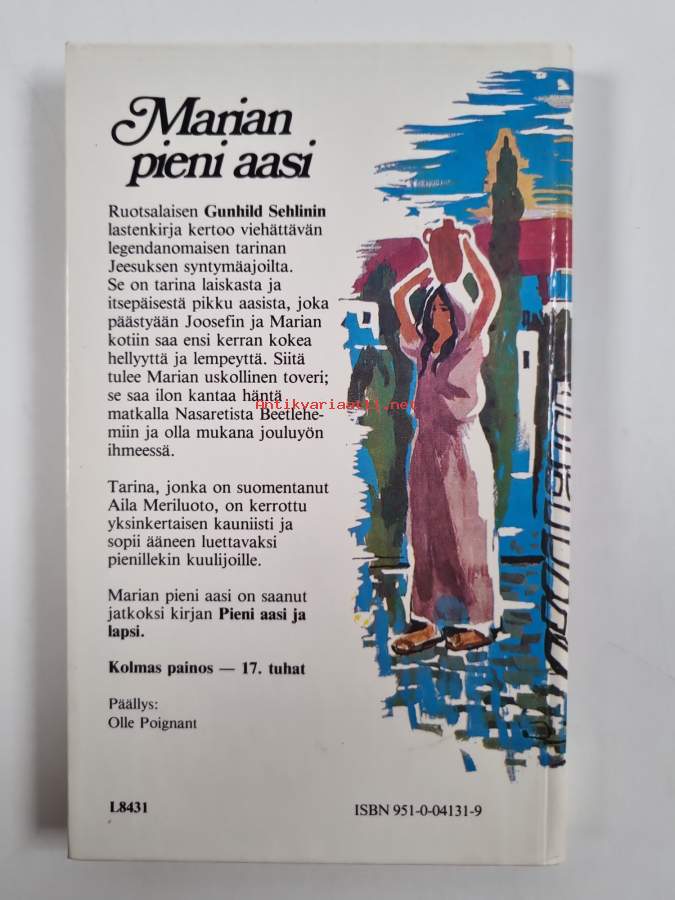 Marian
pieni aasi
Ruotsalaisen Gunhild Sehlinin
lastenkirja kertoo viehättävän
legendanomaisen tarinan
Jeesuksen syntymäajoilta.
Se on tarina laiskasta ja
itsepäisestä pikku aasista, joka
päästyään Joosefin ja Marian
kotiin saa ensi kerran kokea
hellyyttä ja lempeyttä. Siitä
tulee Marian uskollinen toveri;
se saa ilon kantaa häntä
Antikvariaatti.net
matkalla Nasaretista Beetlehe-
miin ja olla mukana jouluyön
ihmeessä.
Tarina, jonka on suomentanut
Aila Meriluoto, on kerrottu
yksinkertaisen kauniisti ja
sopii ääneen luettavaksi
pienillekin kuulijoille.
Marian pieni aasi on saanut
jatkoksi kirjan Pieni aasi ja
lapsi.
Kolmas painos — 17. tuhat
Päällys:
Olle Poignant
L8431
ISBN 951-0-04131-9